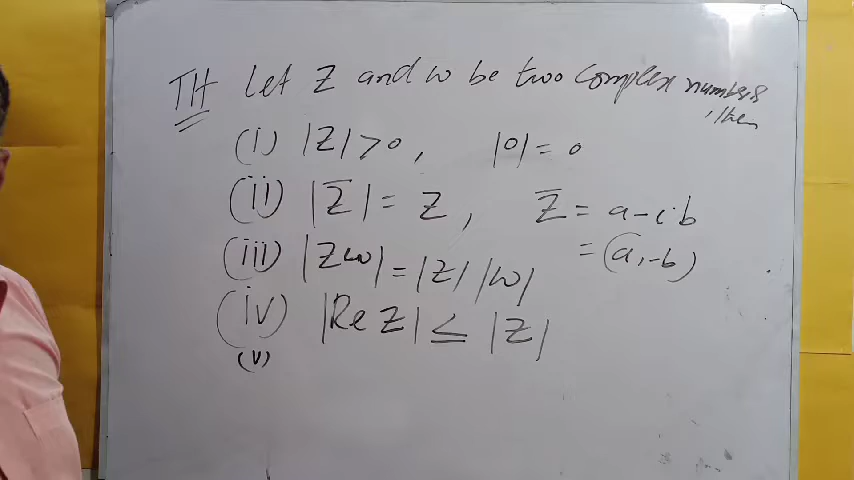 TH Let Z and w be two complex numbers, then
(i) |Z| > 0, |0| = 0
(ii) |Z̅| = Z, Z̅ = a - ib
= (a, -b)
(iii) |Zw| = |Z| |w|
(iv) |Re Z| ≤ |Z|
(v)